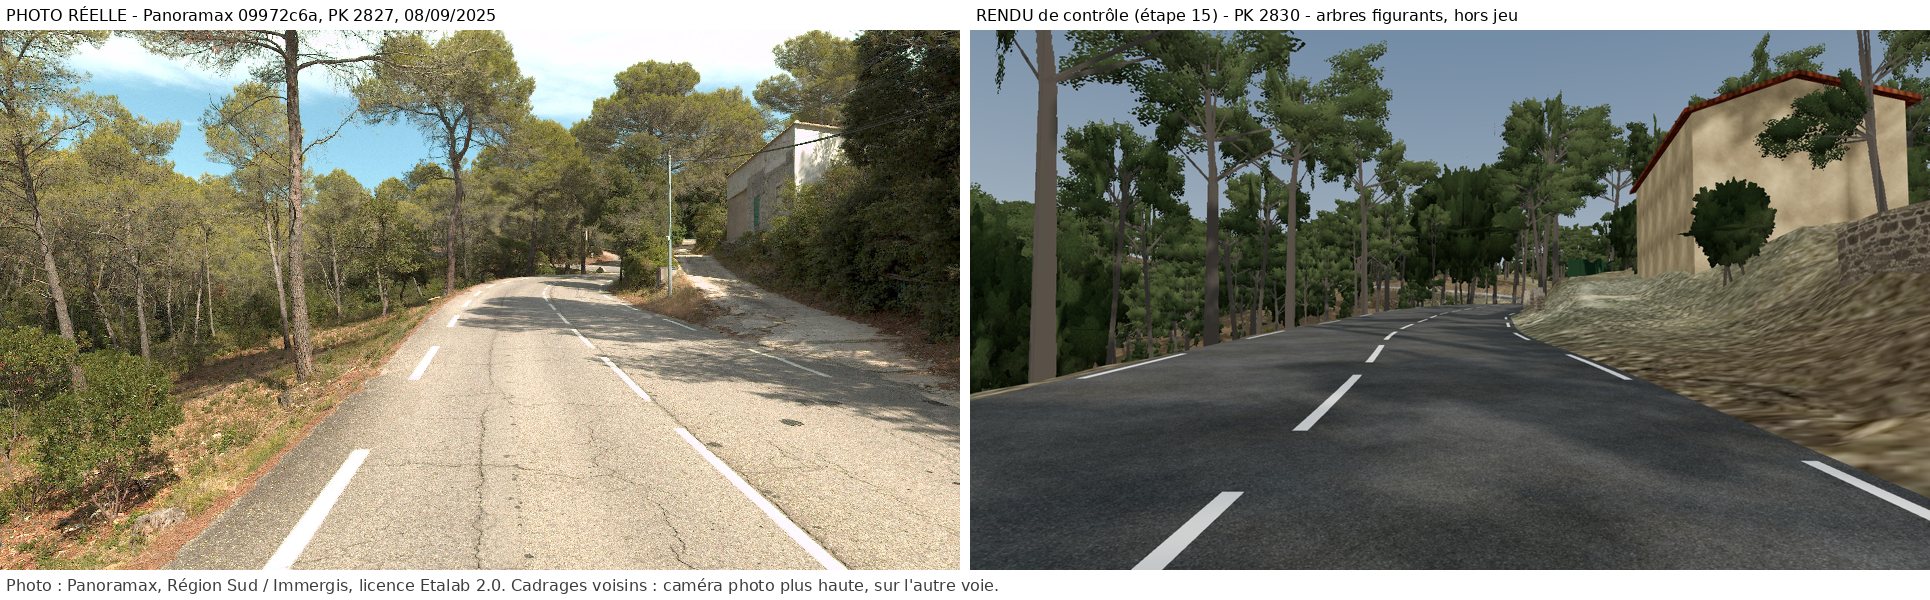 PHOTO RÉELLE - Panoramax 09972c6a, PK 2827, 08/09/2025
RENDU de contrôle (étape 15) - PK 2830 - arbres figurants, hors jeu
Photo : Panoramax, Région Sud / Immergis, licence Etalab 2.0. Cadrages voisins : caméra photo plus haute, sur l'autre voie.